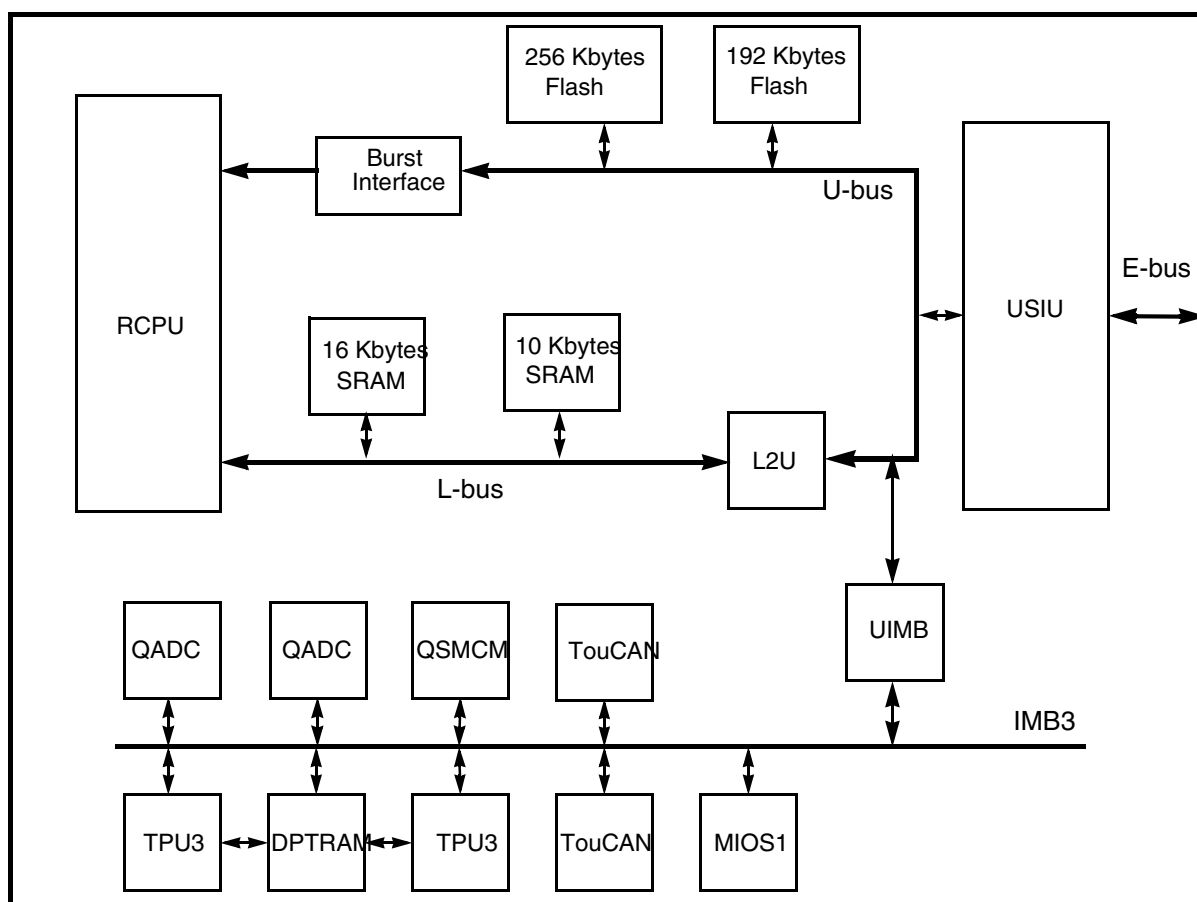 256 Kbytes
Flash
192 Kbytes
Flash
Burst
Interface
U-bus
E-bus
RCPU
USIU
16 Kbytes
SRAM
10 Kbytes
SRAM
L2U
L-bus
UIMB
QADC
QADC
QSMCM
TouCAN
IMB3
TPU3
DPTRAM
TPU3
TouCAN
MIOS1